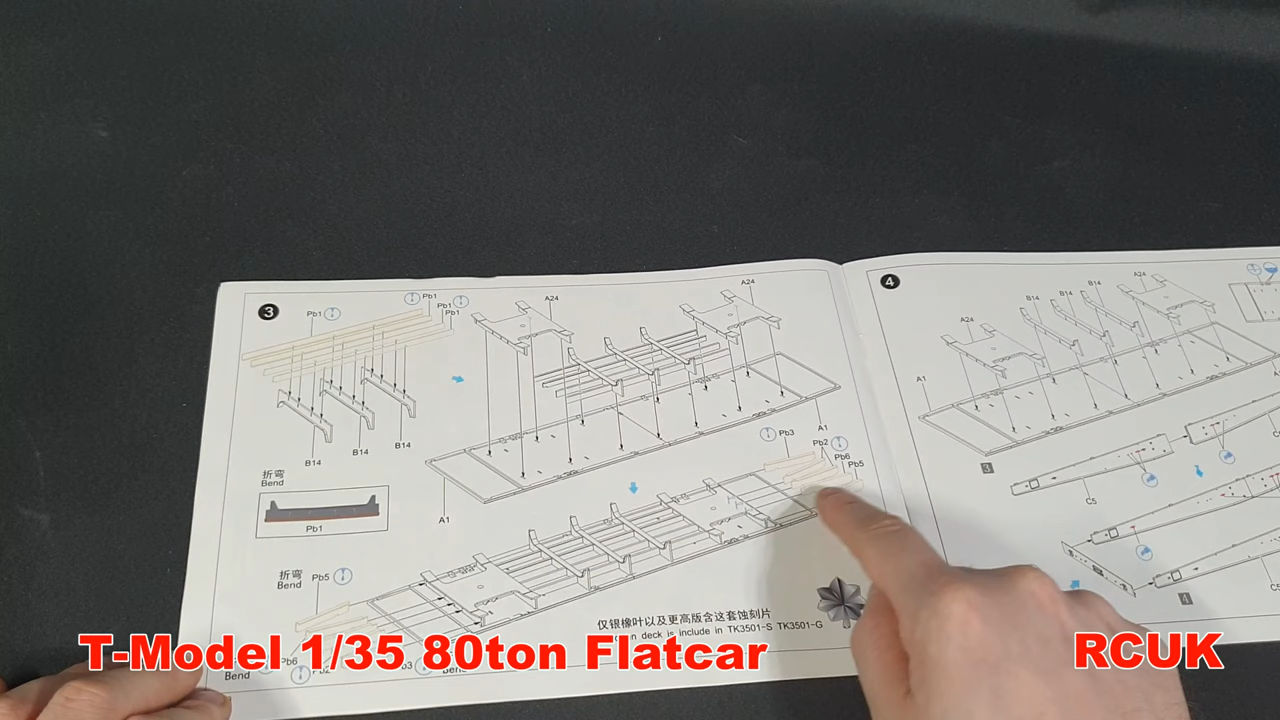 3
Pb1
Pb1
Pb1
Pb1
A24
A24
B14
B14
B14
A1
A1
折弯
Bend
Pb1
Pb3
Pb2
Pb6
Pb5
折弯
Bend
Pb5
Pb6
Pb2
Bend
仅银橡叶以及更高版含这套蚀刻片
deck is include in TK3501-S TK3501-G
4
A24
B14
B14
B14
A24
A1
3
C5
4
T-Model 1/35 80ton Flatcar
RCUK